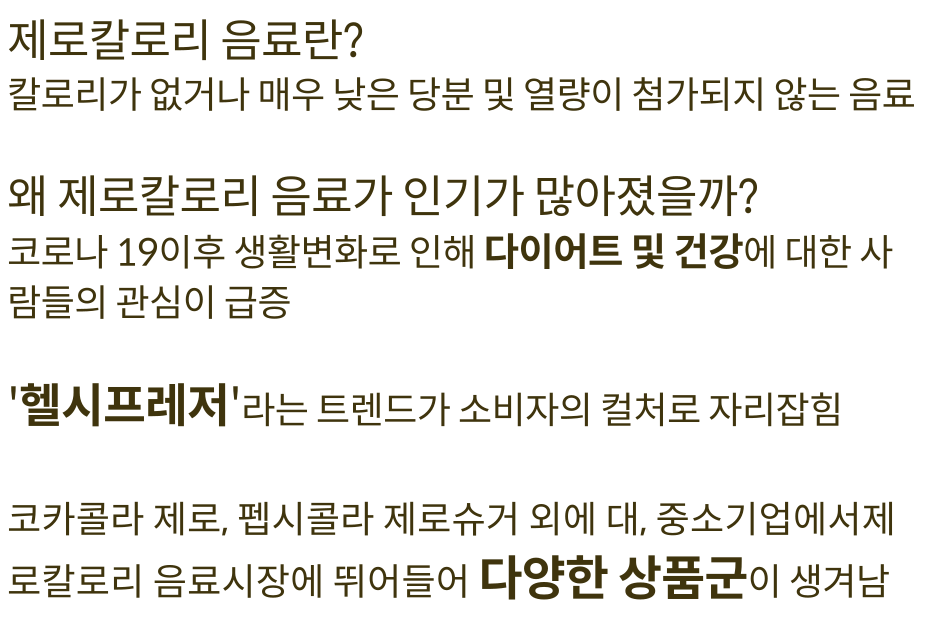 제로칼로리 음료란?
칼로리가 없거나 매우 낮은 당분 및 열량이 첨가되지 않는 음료
왜 제로칼로리 음료가 인기가 많아졌을까?
코로나 19이후 생활변화로 인해 다이어트 및 건강에 대한 사
람들의 관심이 급증
'헬시프레저'라는 트렌드가 소비자의 컬처로 자리잡힘
코카콜라 제로, 펩시콜라 제로슈거 외에 대, 중소기업에서제
로칼로리 음료시장에 뛰어들어 다양한 상품군이 생겨남